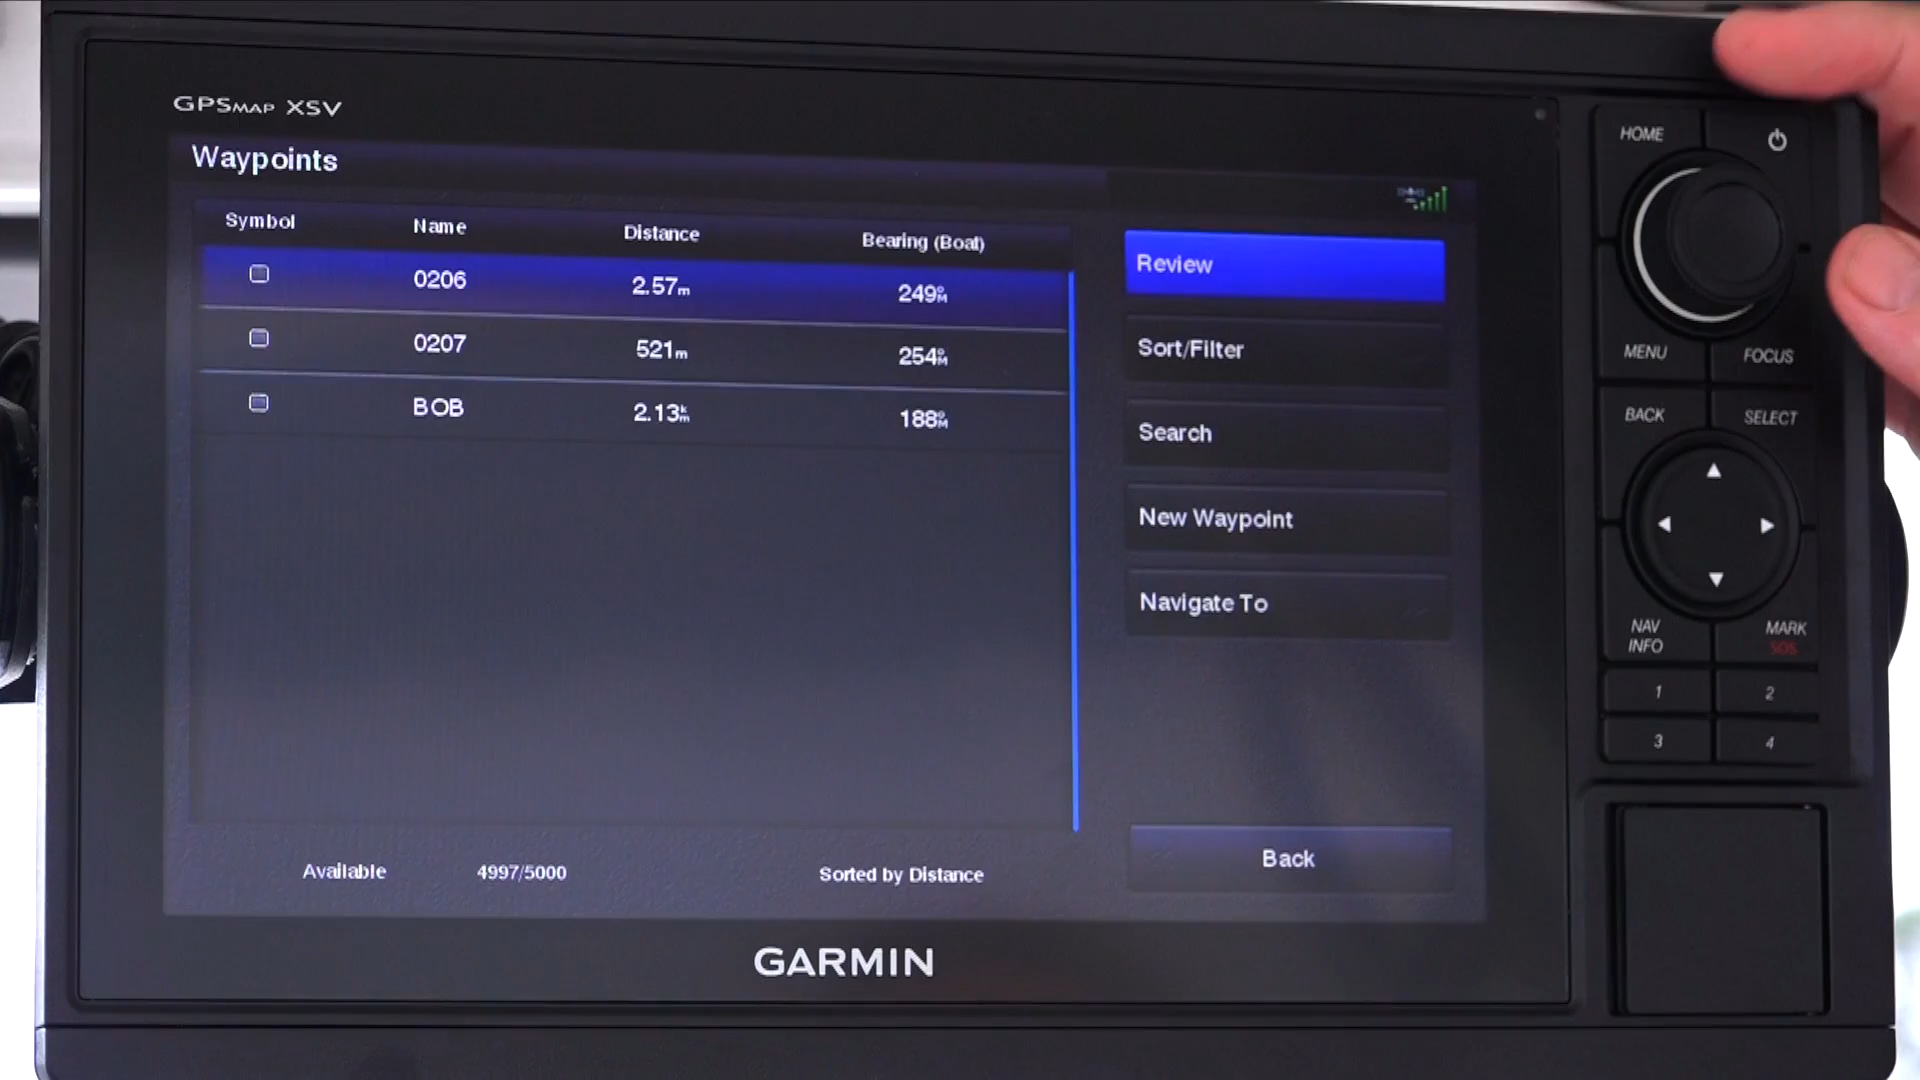 GPSMAP XSV
Waypoints
Symbol Name Distance Bearing (Boat)
0206 2.57m 249°M
0207 521m 254°M
BOB 2.13km 188°M
Available 4997/5000 Sorted by Distance
Review
Sort/Filter
Search
New Waypoint
Navigate To
Back
GARMIN
HOME
MENU FOCUS
BACK SELECT
NAV INFO
MARK
SOS
1 2
3 4